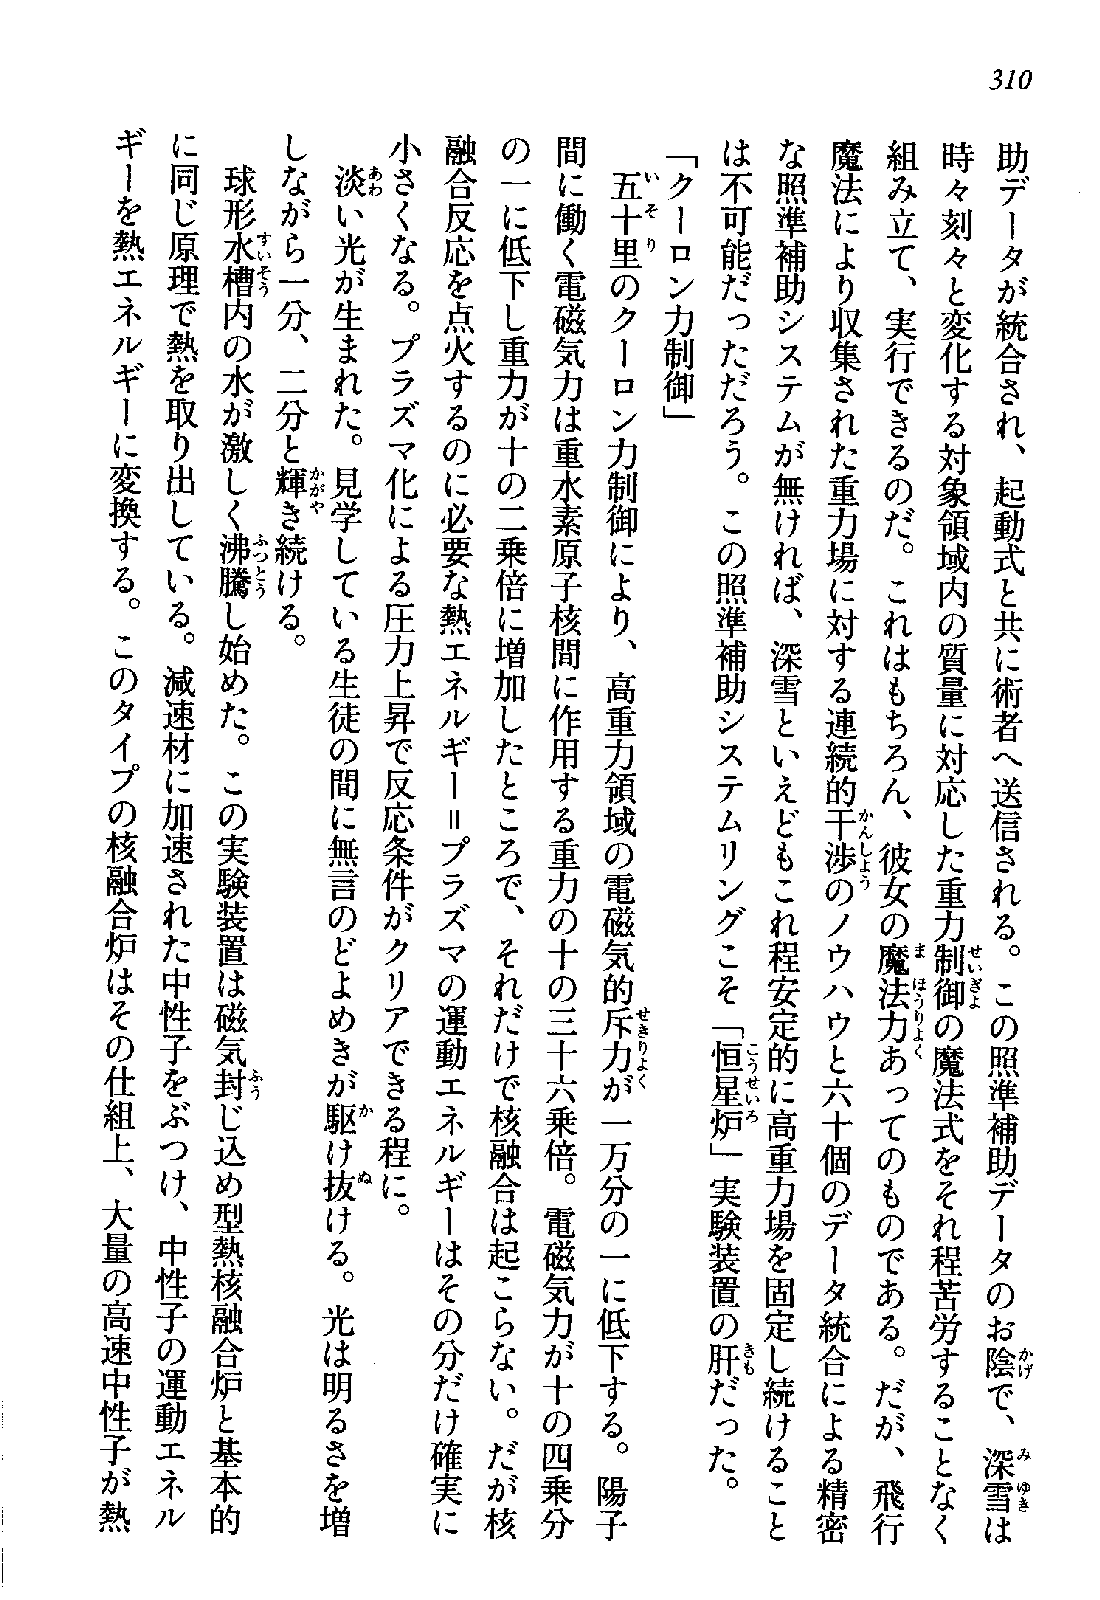 310
助データが統合され、起動式と共に術者へ送信される。この照準補助データのお陰で、深雪は
時々刻々と変化する対象領域内の質量に対応した重力制御の魔法式をそれ程苦労することなく
組み立て、実行できるのだ。これはもちろん、彼女の魔法力あってのものである。だが、飛行
魔法により収集された重力場に対する連続的干渉のノウハウと六十個のデータ統合による精密
な照準補助システムが無ければ、深雪といえどもこれ程安定的に高重力場を固定し続けること
は不可能だっただろう。この照準補助システムリングこそ「恒星炉」実験装置の肝だった。
「クーロン力制御」
五十里のクーロン力制御により、高重力領域の電磁気的斥力が一万分の一に低下する。陽子
間に働く電磁気力は重水素原子核間に作用する重力の十の三十六乗倍。電磁気力が十の四乗分
の一に低下し重力が十の二乗倍に増加したところで、それだけで核融合は起こらない。だが核
融合反応を点火するのに必要な熱エネルギー＝プラズマの運動エネルギーはその分だけ確実に
小さくなる。プラズマ化による圧力上昇で反応条件がクリアできる程に。
淡い光が生まれた。見学している生徒の間に無言のどよめきが駆け抜ける。光は明るさを増
しながら一分、二分と輝き続ける。
球形水槽内の水が激しく沸騰し始めた。この実験装置は磁気封じ込め型熱核融合炉と基本的
に同じ原理で熱を取り出している。減速材に加速された中性子をぶつけ、中性子の運動エネル
ギーを熱エネルギーに変換する。このタイプの核融合炉はその仕組上、大量の高速中性子が熱